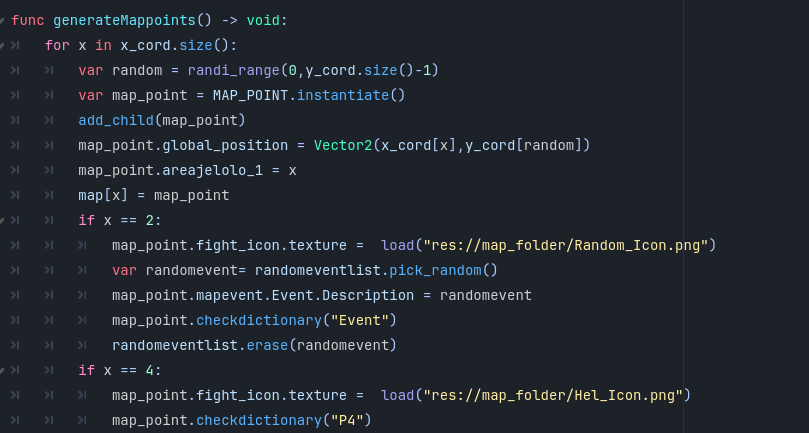 func generateMappoints() -> void:
for x in x_cord.size():
var random = randi_range(0,y_cord.size()-1)
var map_point = MAP_POINT.instantiate()
add_child(map_point)
map_point.global_position = Vector2(x_cord[x],y_cord[random])
map_point.areajelolo_1 = x
map[x] = map_point
if x == 2:
map_point.fight_icon.texture =  load("res://map_folder/Random_Icon.png")
var randomevent= randomeventlist.pick_random()
map_point.mapevent.Event.Description = randomevent
map_point.checkdictionary("Event")
randomeventlist.erase(randomevent)
if x == 4:
map_point.fight_icon.texture =  load("res://map_folder/Hel_Icon.png")
map_point.checkdictionary("P4")